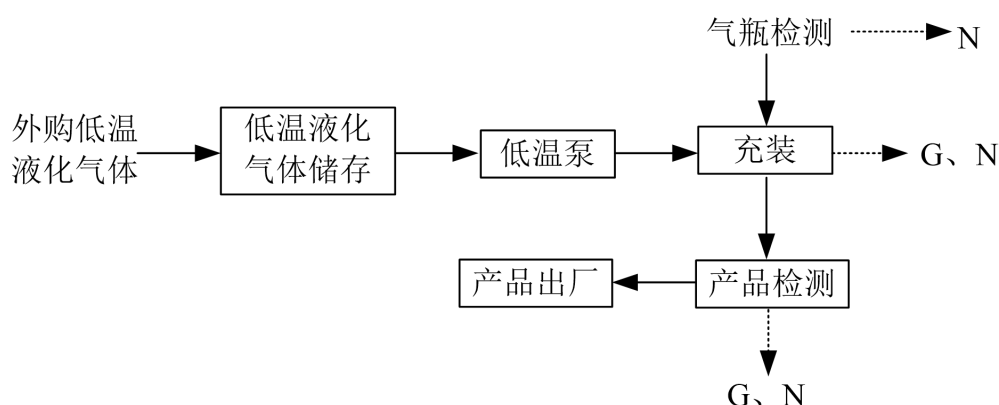 气瓶检测
N
外购低温
液化气体
低温液化
气体储存
低温泵
充装
G、N
产品出厂
产品检测
G、N